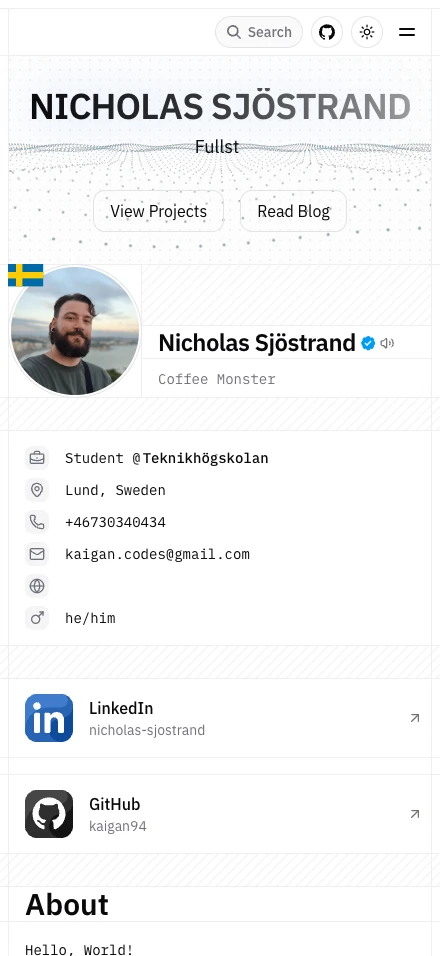 Search
NICHOLAS SJÖSTRAND
Fullst
View Projects
Read Blog
Nicholas Sjöstrand
Coffee Monster
Student @Teknikhögskolan
Lund, Sweden
+46730340434
kaigan.codes@gmail.com
he/him
LinkedIn
nicholas-sjostrand
GitHub
kaigan94
About
Hello, World!